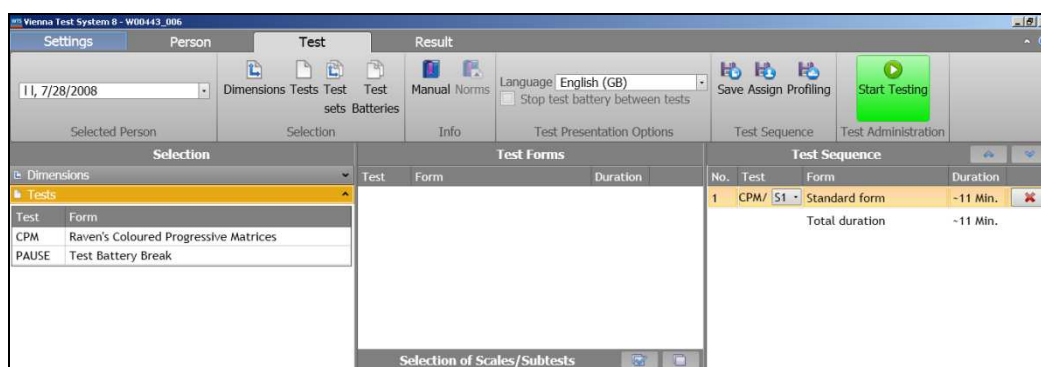 Vienna Test System 8 - W00443_006
Settings Person Test Result
I I, 7/28/2008
Dimensions Tests Test sets Test Batteries
Manual Norms
Language English (GB)
Stop test battery between tests
Save Assign Profiling
Start Testing
Selected Person Selection Info Test Presentation Options Test Sequence Test Administration
Selection Test Forms Test Sequence
Dimensions
Test Form Duration
No. Test Form Duration
Tests
1 CPM/ S1 Standard form ~11 Min.
Test Form
Total duration ~11 Min.
CPM Raven's Coloured Progressive Matrices
PAUSE Test Battery Break
Selection of Scales/Subtests